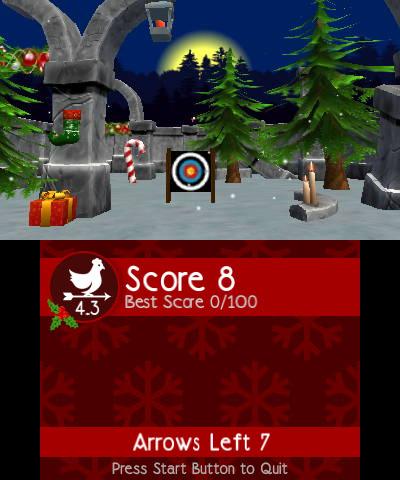 Score 8
Best Score 0/100
4.3
Arrows Left 7
Press Start Button to Quit